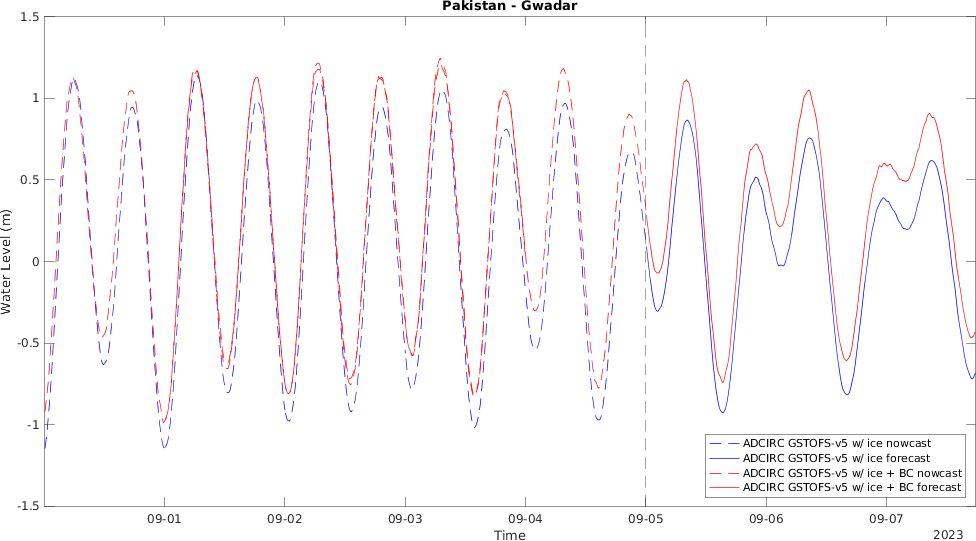 Pakistan - Gwadar
1.5
1
0.5
0
-0.5
-1
-1.5
Water Level (m)
ADCIRC GSTOFS-v5 w/ ice nowcast
ADCIRC GSTOFS-v5 w/ ice forecast
ADCIRC GSTOFS-v5 w/ ice + BC nowcast
ADCIRC GSTOFS-v5 w/ ice + BC forecast
09-01 09-02 09-03 09-04 09-05 09-06 09-07
Time
2023